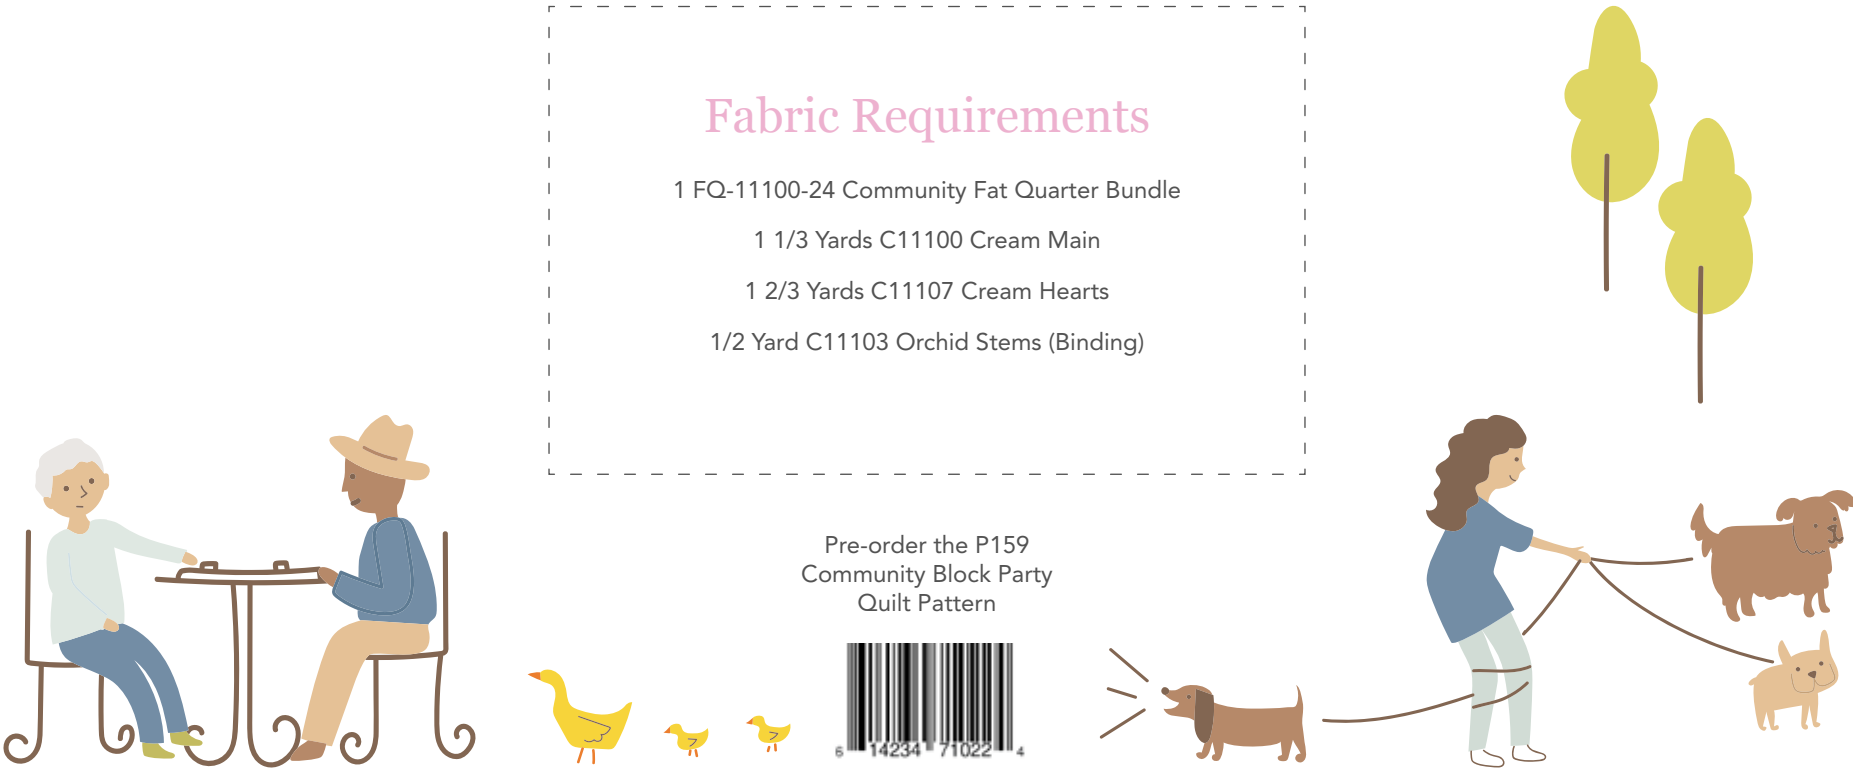 Fabric Requirements
1 FQ-11100-24 Community Fat Quarter Bundle
1 1/3 Yards C11100 Cream Main
1 2/3 Yards C11107 Cream Hearts
1/2 Yard C11103 Orchid Stems (Binding)
Pre-order the P159
Community Block Party
Quilt Pattern
6 14234 71022 4